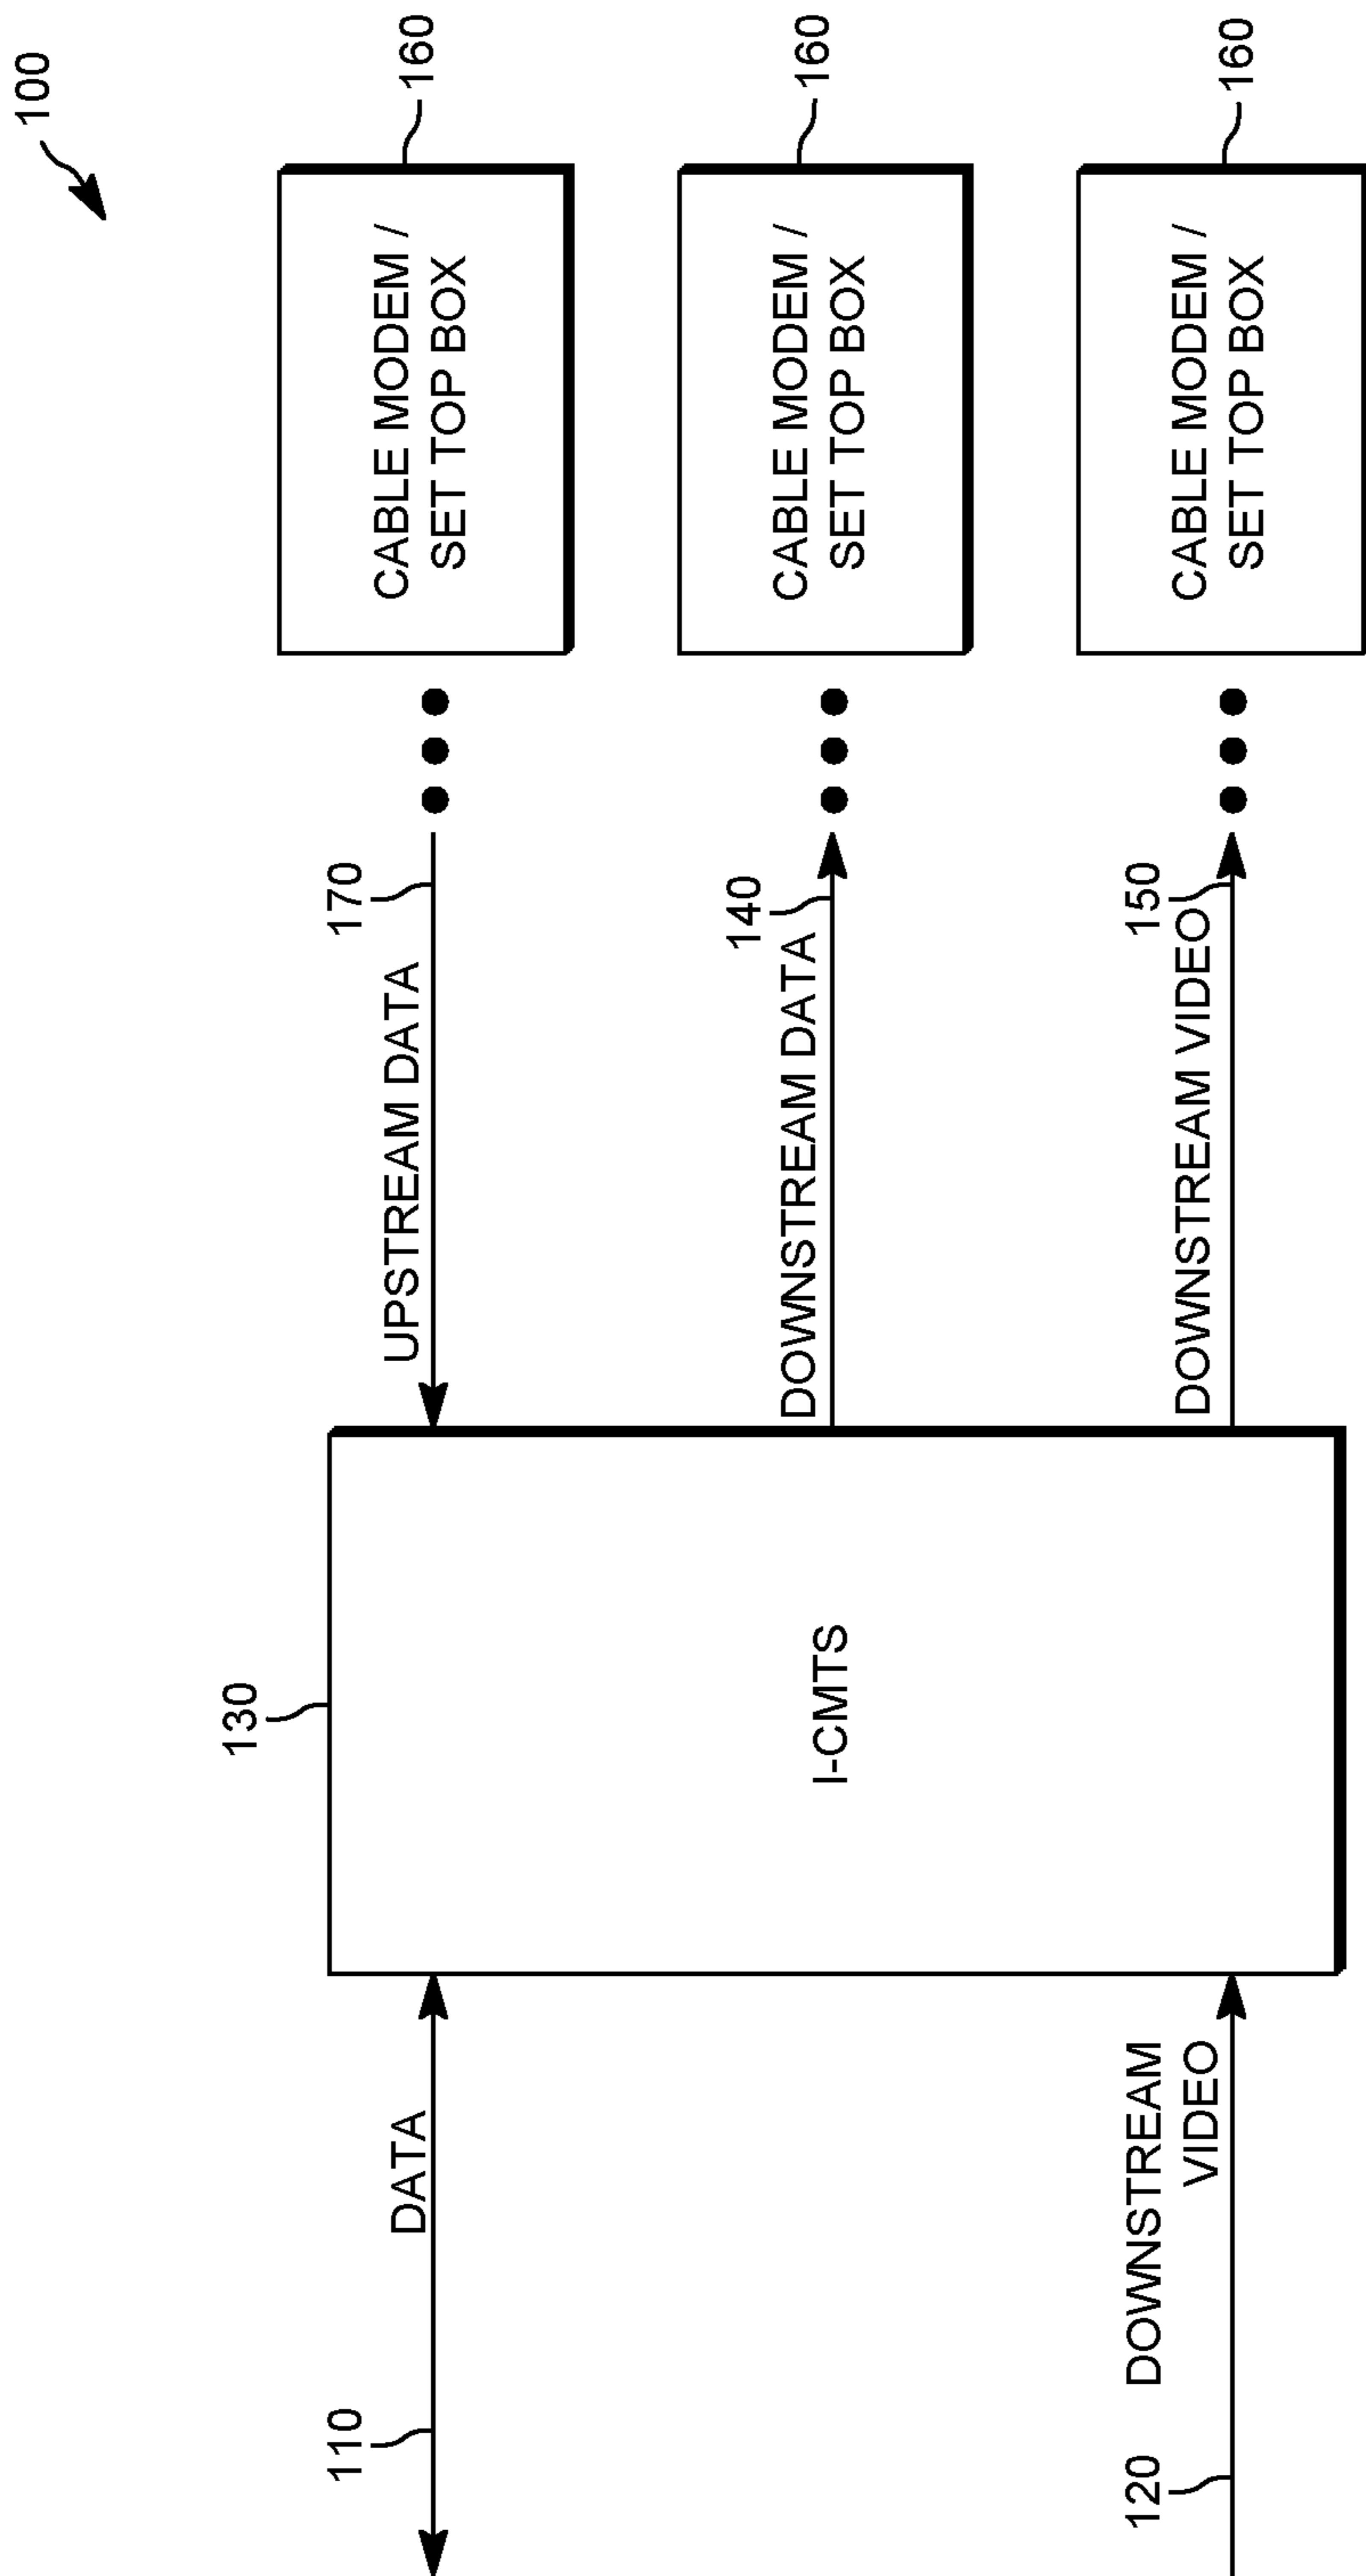 100
130
I-CMTS
110
DATA
120
DOWNSTREAM
VIDEO
170
UPSTREAM DATA
140
DOWNSTREAM DATA
150
DOWNSTREAM VIDEO
CABLE MODEM /
SET TOP BOX
160
CABLE MODEM /
SET TOP BOX
160
CABLE MODEM /
SET TOP BOX
160